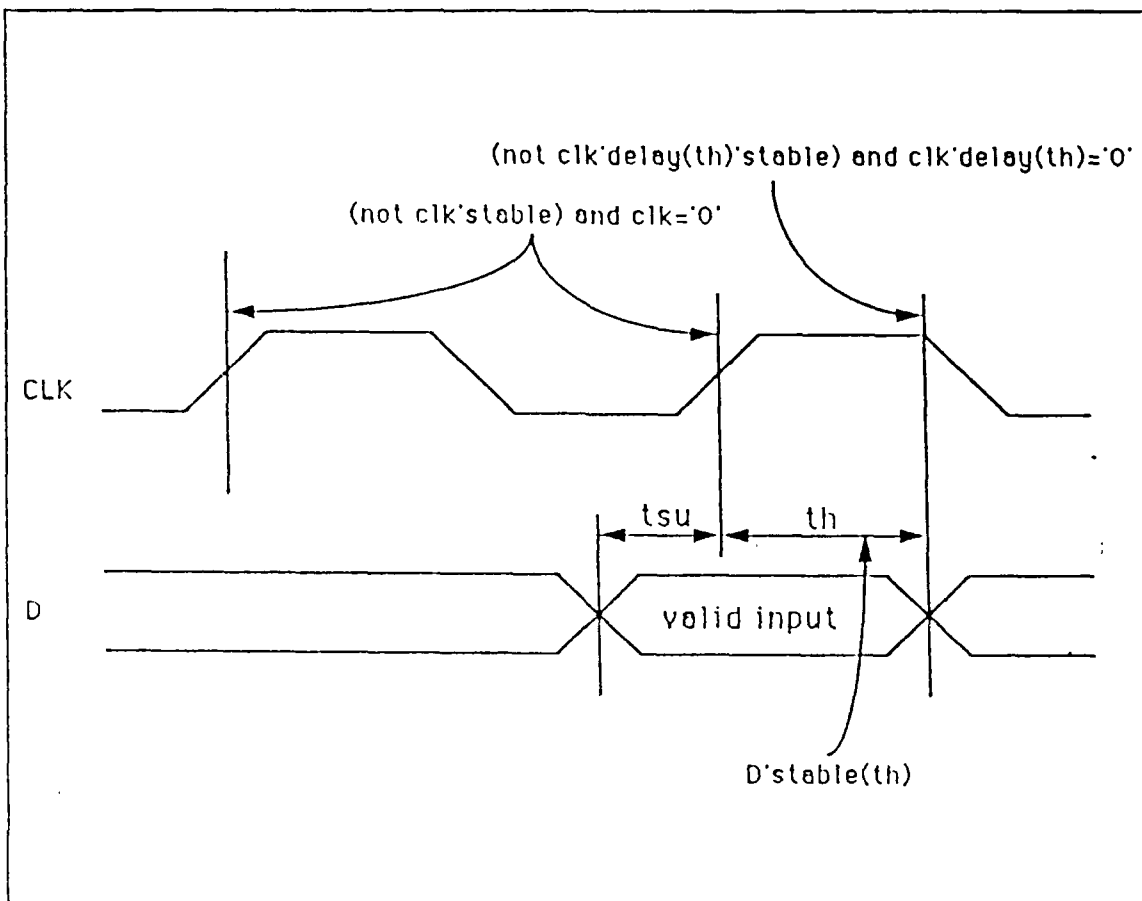 (not clk'delay(th)'stable) and clk'delay(th)='0'
(not clk'stable) and clk='0'
CLK
tsu
th
D
valid input
D'stable(th)